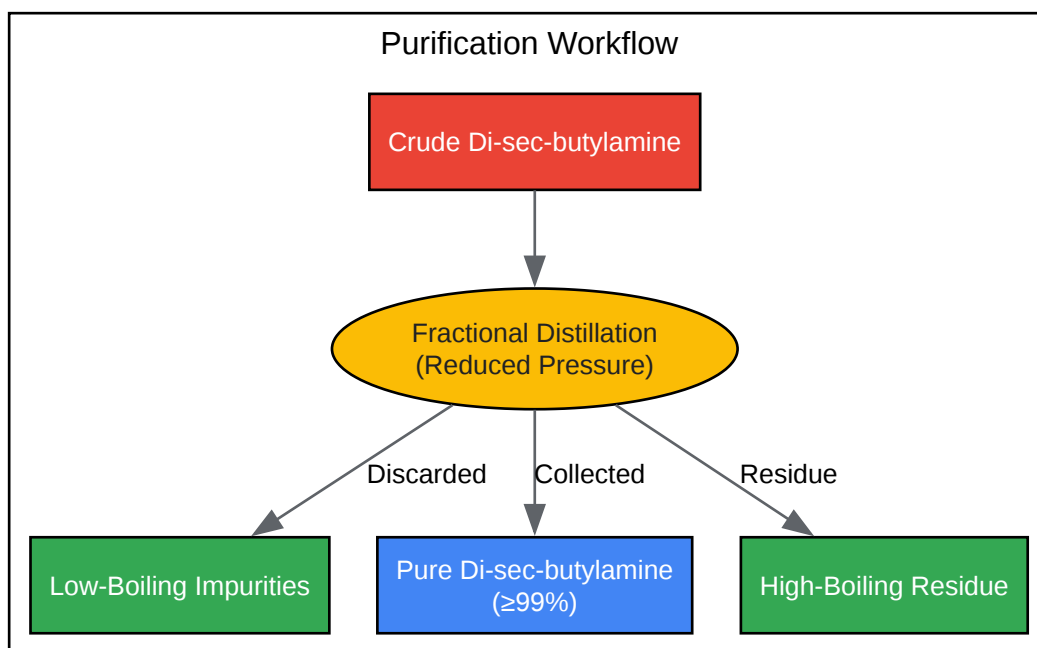 Purification Workflow
Crude Di-sec-butylamine
Fractional Distillation
(Reduced Pressure)
Discarded
Collected
Residue
Low-Boiling Impurities
Pure Di-sec-butylamine
(≥99%)
High-Boiling Residue